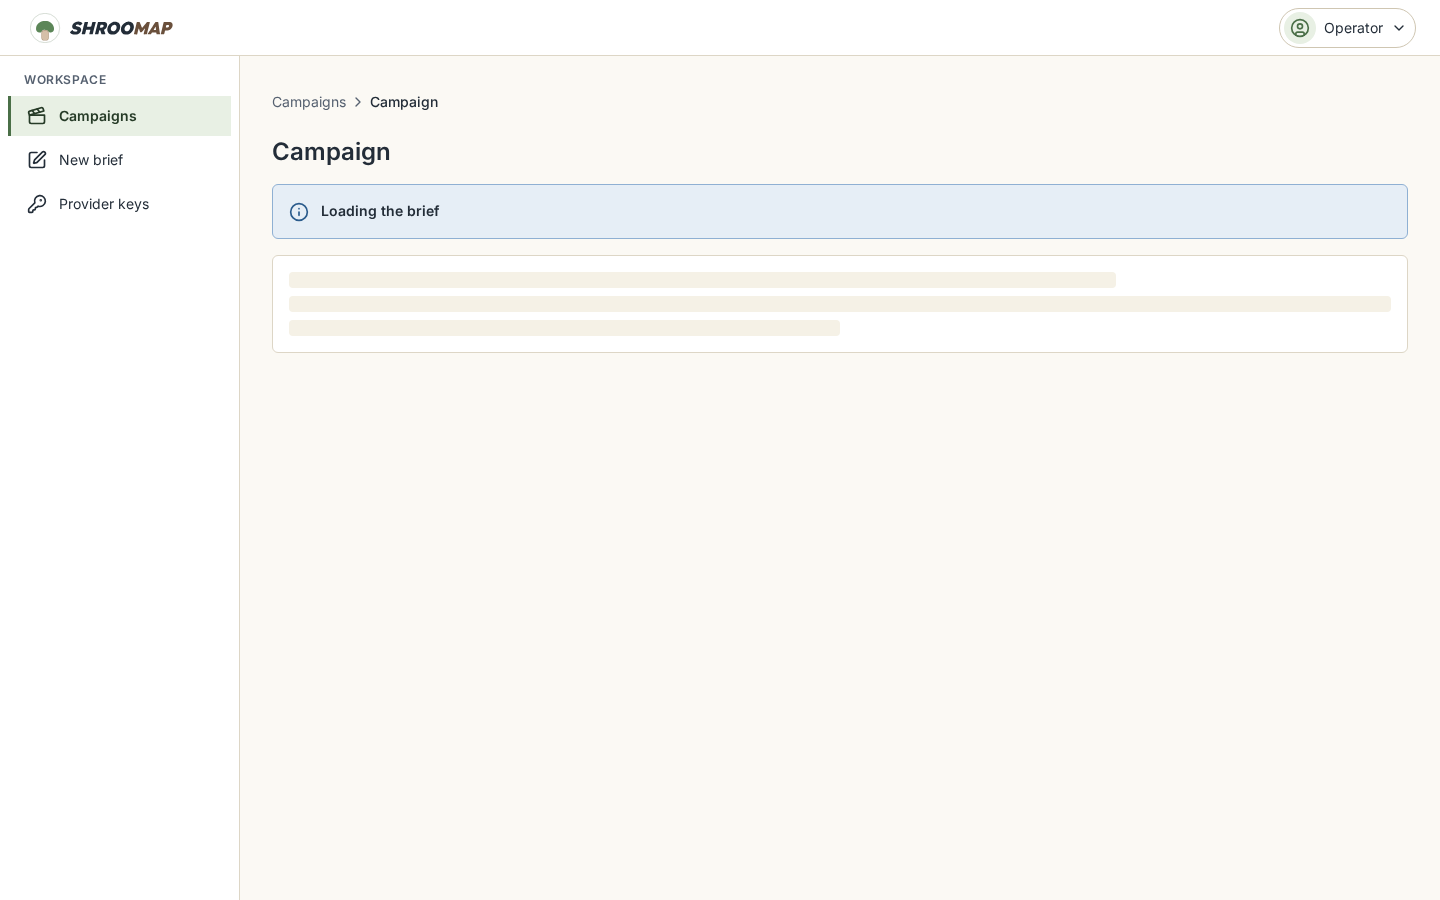 SHROOMAP
Operator
WORKSPACE
Campaigns
New brief
Provider keys
Campaigns > Campaign
Campaign
Loading the brief